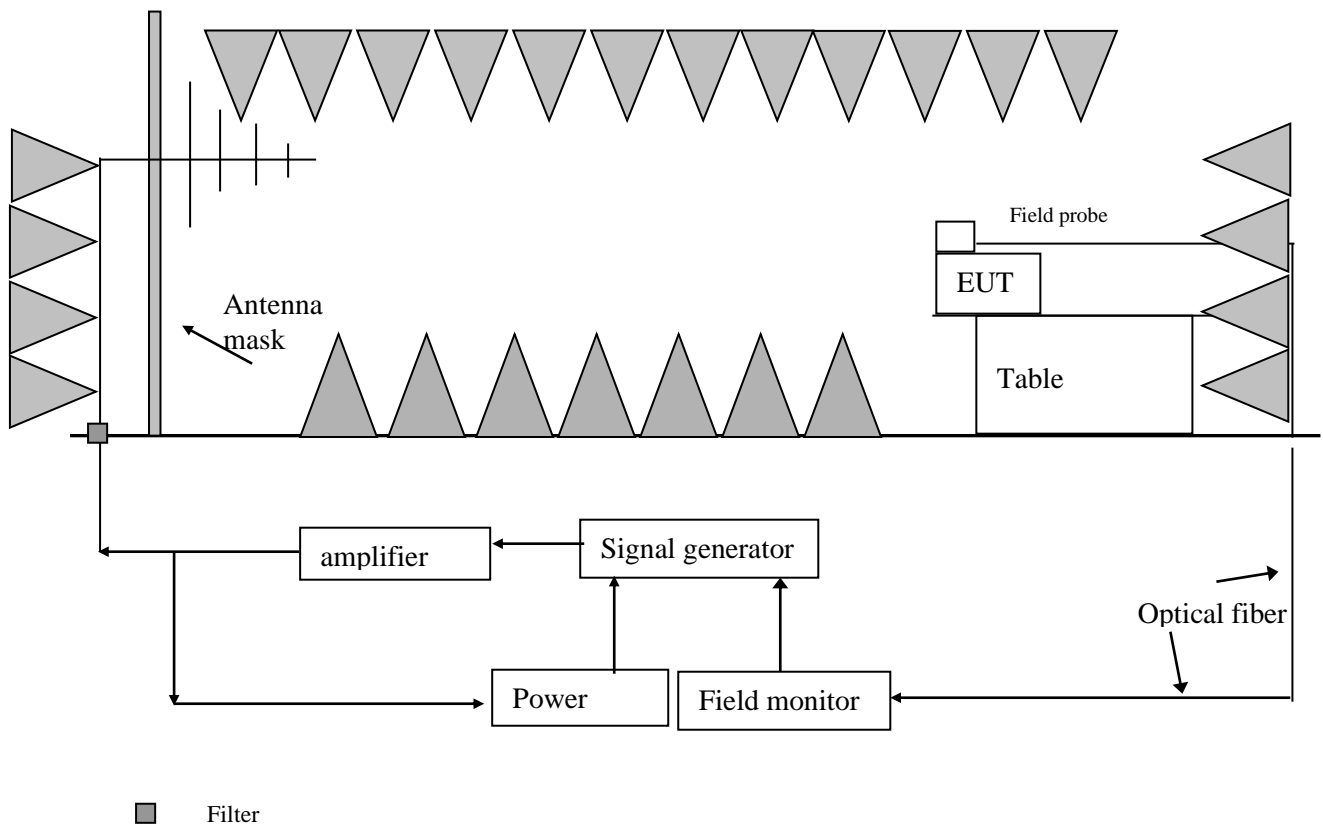 Field probe
EUT
Antenna
mask
Table
Signal generator
amplifier
Optical fiber
Power
Field monitor
Filter